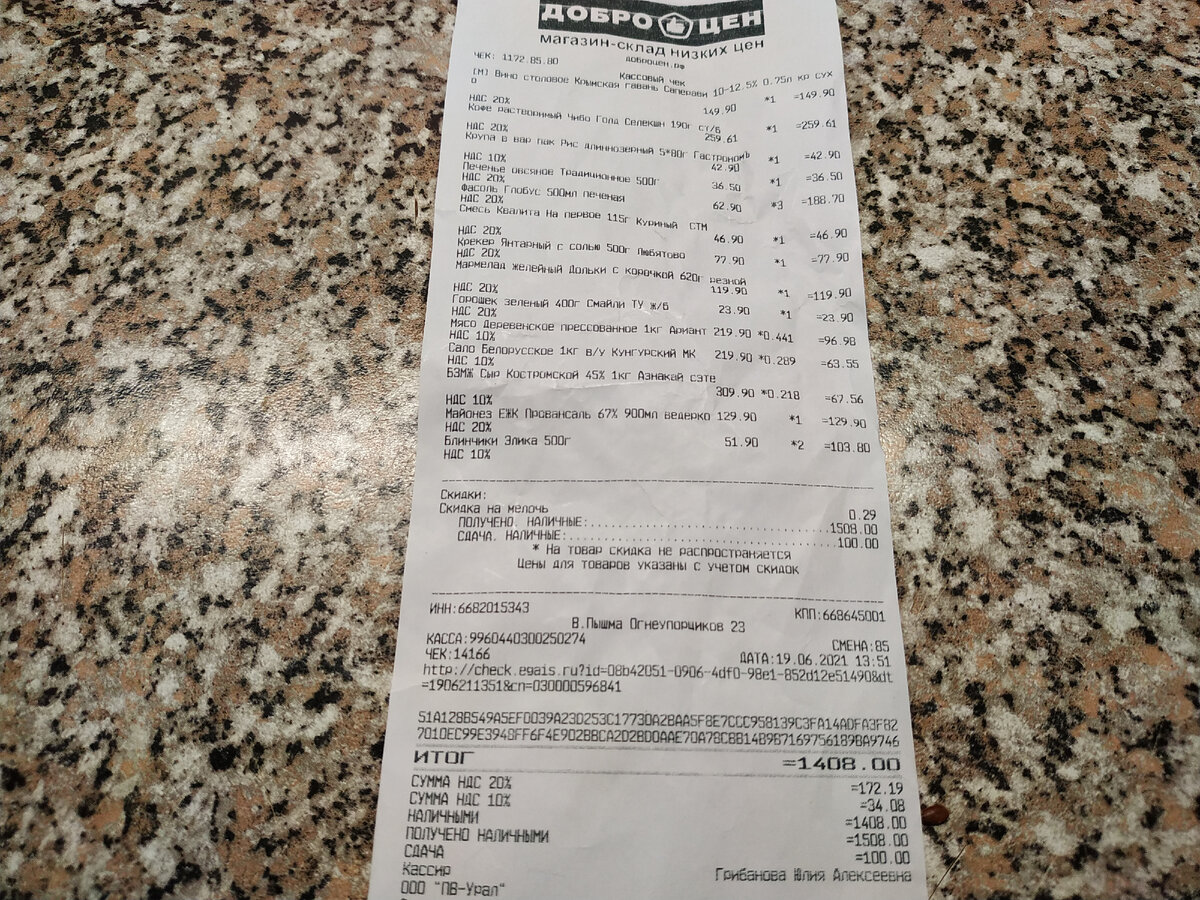 ДОБРО ЦЕН
магазин-склад низких цен
доброцен.рф
ЧЕК: 1172.85.80
Кассовый чек
[М] Вино столовое Крымская гавань Саперави 10-12.5% 0.75л кр сух
о
149.90 *1 =149.90
НДС 20%
Кофе растворимый Чибо Голд Селекшн 190г ст/б
259.61 *1 =259.61
НДС 20%
Крупа в вар пак Рис длиннозерный 5*80г Гастрономъ
42.90 *1 =42.90
НДС 10%
Печенье овсяное Традиционное 500г 36.50 *1 =36.50
НДС 20%
Фасоль Глобус 500мл печеная 62.90 *3 =188.70
НДС 20%
Смесь Квалита На первое 115г Куриный СТМ
46.90 *1 =46.90
НДС 20%
Крекер Янтарный с солью 500г Любятово 77.90 *1 =77.90
НДС 20%
Мармелад желейный Дольки с корочкой 620г резной
119.90 *1 =119.90
НДС 20%
Горошек зеленый 400г Смайли ТУ ж/б 23.90 *1 =23.90
НДС 20%
Мясо Деревенское прессованное 1кг Ариант 219.90 *0.441 =96.98
НДС 10%
Сало Белорусское 1кг в/у Кунгурский МК 219.90 *0.289 =63.55
НДС 10%
БЗМЖ Сыр Костромской 45% 1кг Азнакай сэтв
309.90 *0.218 =67.56
НДС 10%
Майонез ЕЖК Провансаль 67% 900мл ведерко 129.90 *1 =129.90
НДС 20%
Блинчики Элика 500г 51.90 *2 =103.80
НДС 10%
Скидки:
Скидка на мелочь 0.29
ПОЛУЧЕНО. НАЛИЧНЫЕ:..............................1508.00
СДАЧА. НАЛИЧНЫЕ:.................................100.00
* На товар скидка не распространяется
Цены для товаров указаны с учетом скидок
ИНН:6682015343 КПП:668645001
В.Пышма Огнеупорщиков 23
КАССА:9960440300250274 СМЕНА:85
ЧЕК:14166 ДАТА:19.06.2021 13:51
http://check.egais.ru?id=08b42051-0906-4df0-98e1-852d12e51490&dt
=1906211351&cn=030000596841
51A128B549A5EF0039A23D253C1773DA2BAA5F8E7CCC958139C3FA14ADFA3F82
7010EC99E3948FF6F4E902BBCA2D2BD0AAE70A78C8B14B9B7169756189BA9746
ИТОГ =1408.00
СУММА НДС 20% =172.19
СУММА НДС 10% =34.08
НАЛИЧНЫМИ =1408.00
ПОЛУЧЕНО НАЛИЧНЫМИ =1508.00
СДАЧА =100.00
Кассир Грибанова Юлия Алексеевна
ООО "ПВ-Урал"